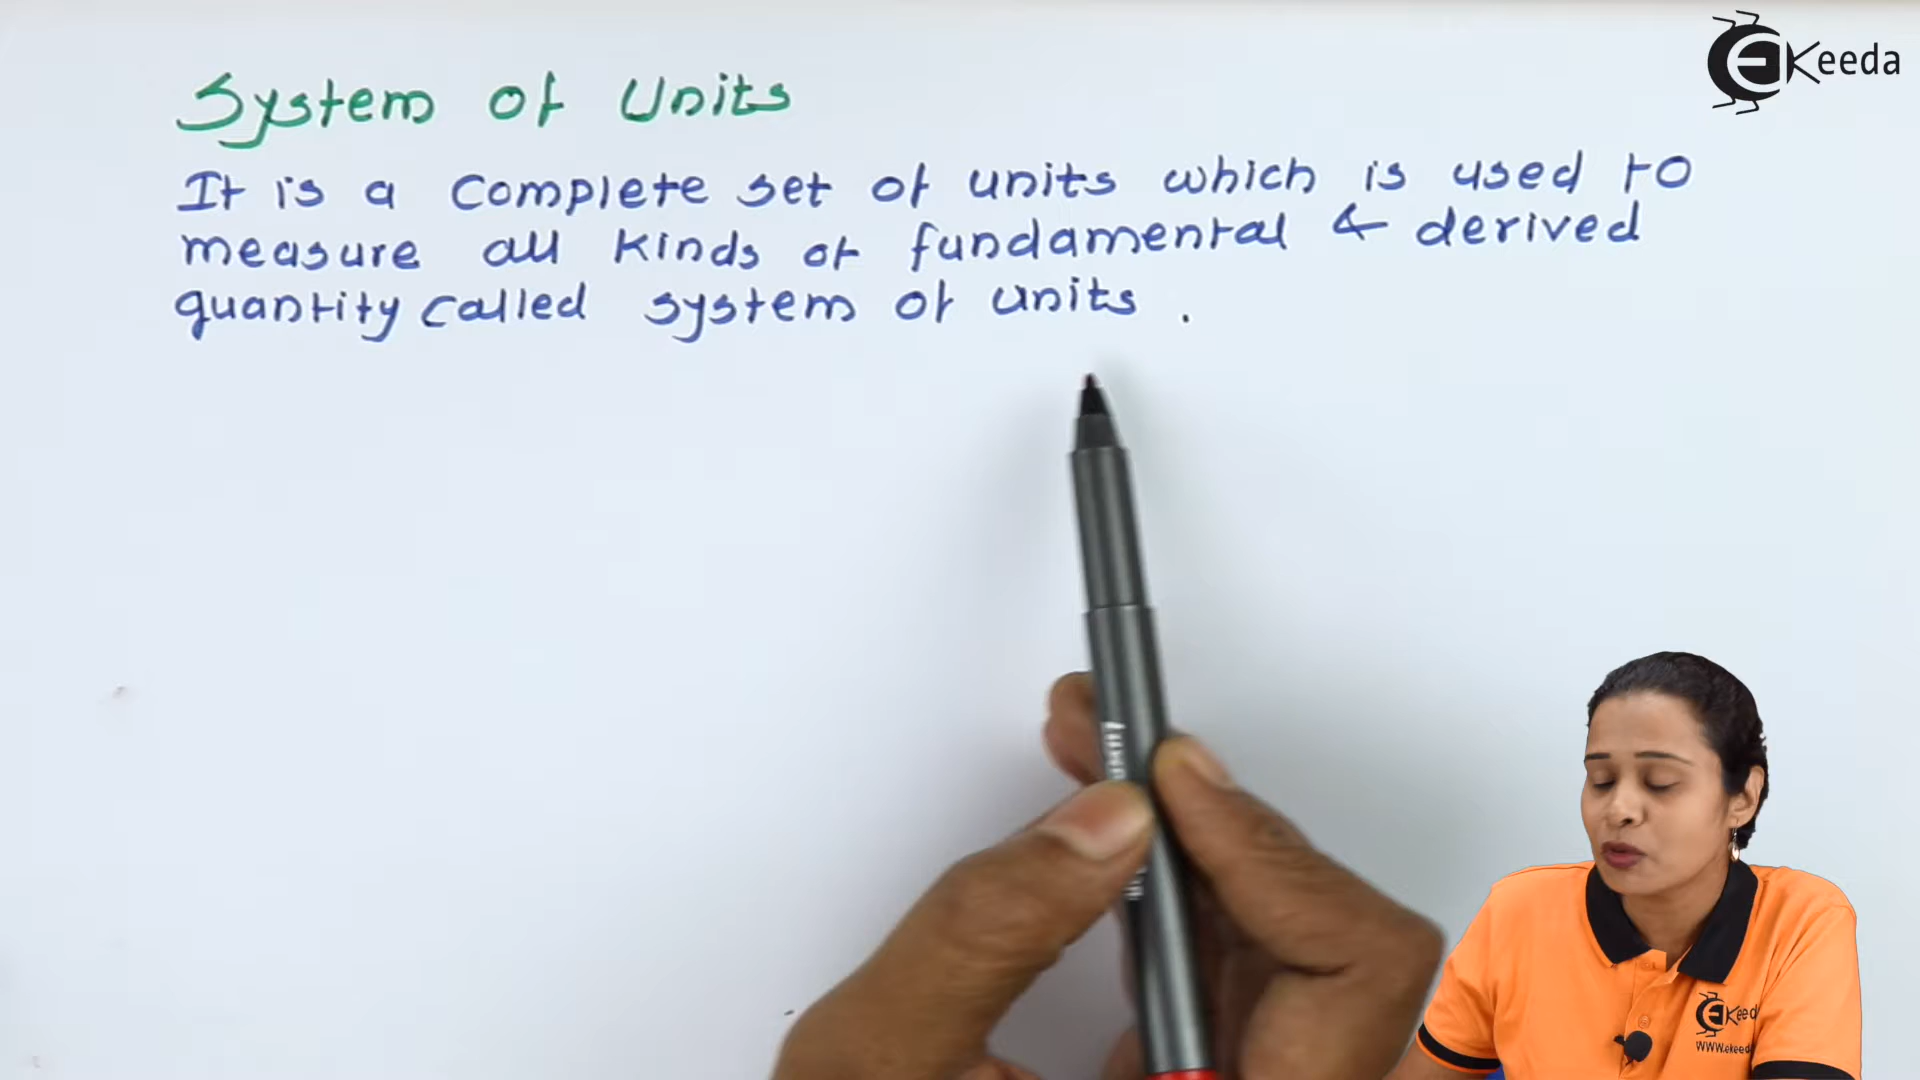 System of Units
It is a complete set of units which is used to
measure all kinds of fundamental & derived
quantity called system of units.
EKeeda